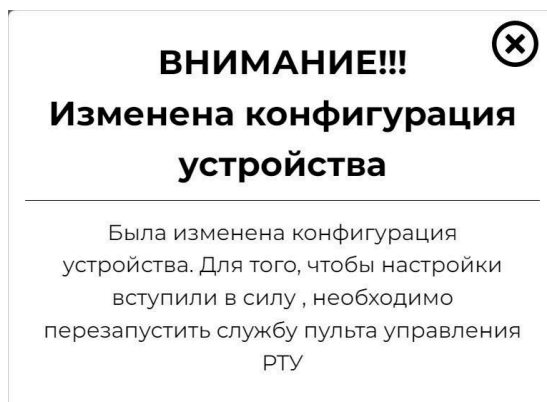 ВНИМАНИЕ!!!
Изменена конфигурация
устройства
Была изменена конфигурация
устройства. Для того, чтобы настройки
вступили в силу , необходимо
перезапустить службу пульта управления
РТУ